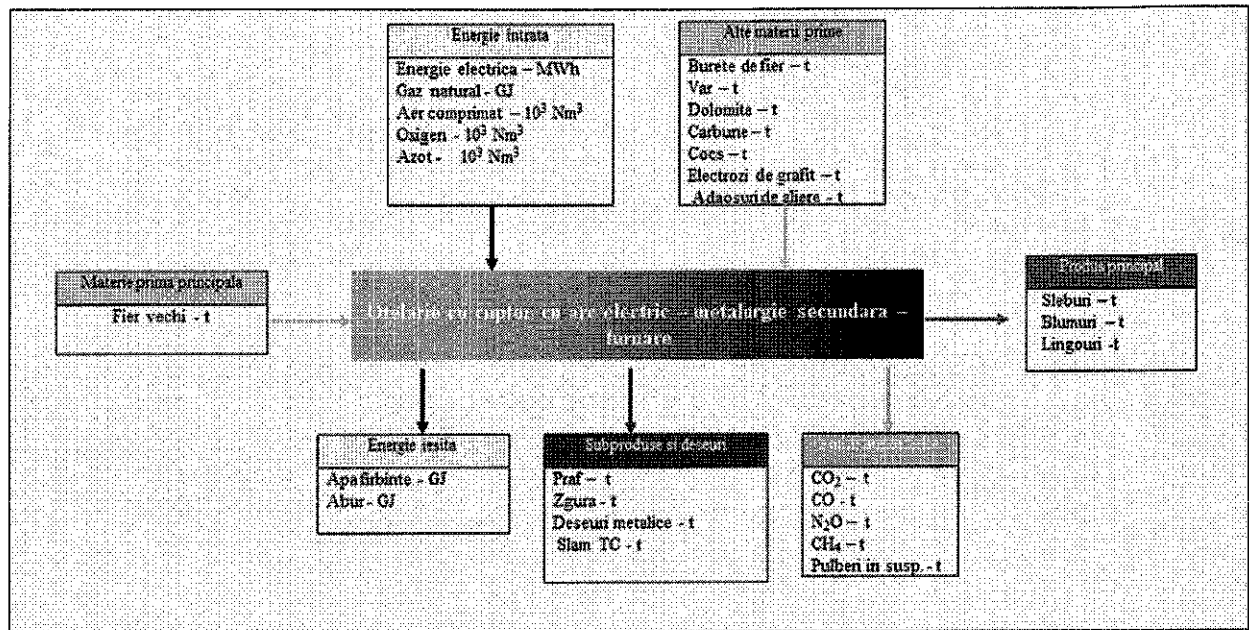 Energie intrata
Energie electrica – MWh
Gaz natural - GJ
Aer comprimat – 10³ Nm³
Oxigen - 10³ Nm³
Azot - 10³ Nm³
Alte materii prime
Burete de fier – t
Var – t
Dolomita – t
Carbune – t
Cocs – t
Electrozi de grafit – t
Adaosuri de aliere - t
Materie prima principala
Fier vechi - t
Otelarie cu cuptor cu arc electric – metalurgie secundara –
turnare
Produs principal
Sleburi – t
Blumuri – t
Lingouri -t
Energie iesita
Apa firbinte - GJ
Abur - GJ
Subproduse si deseuri
Praf – t
Zgura - t
Deseuri metalice - t
Slam TC - t
CO₂ – t
CO - t
N₂O – t
CH₄ – t
Pulberi in susp. - t